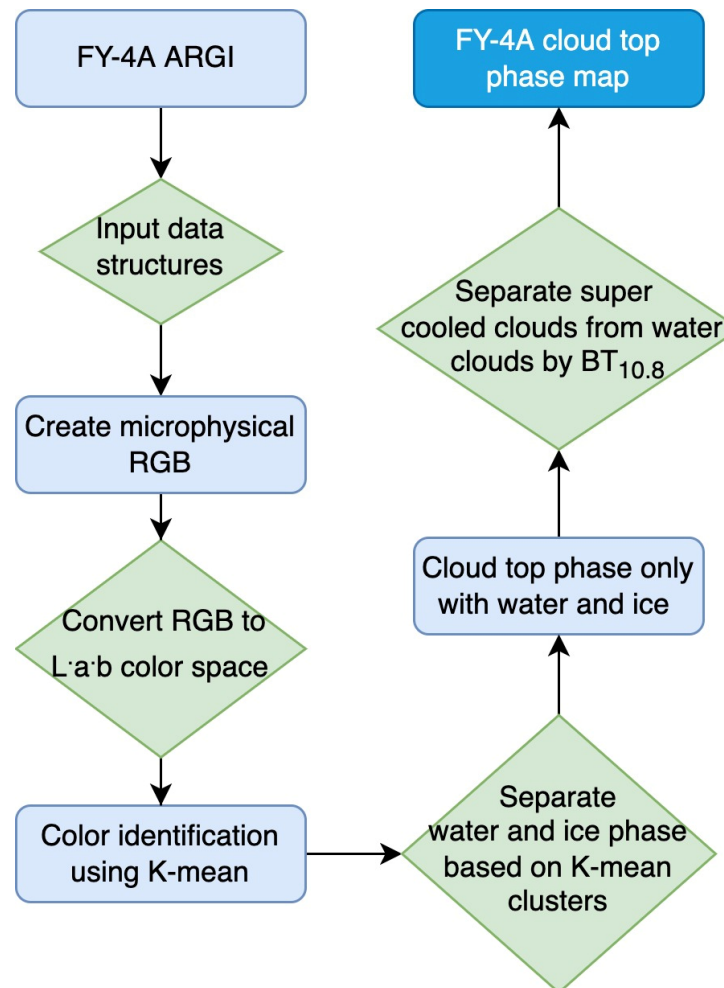 FY-4A ARGI
Input data
structures
Create microphysical
RGB
Convert RGB to
L·a·b color space
Color identification
using K-mean
Separate
water and ice phase
based on K-mean
clusters
Cloud top phase only
with water and ice
Separate super
cooled clouds from water
clouds by BT10.8
FY-4A cloud top
phase map